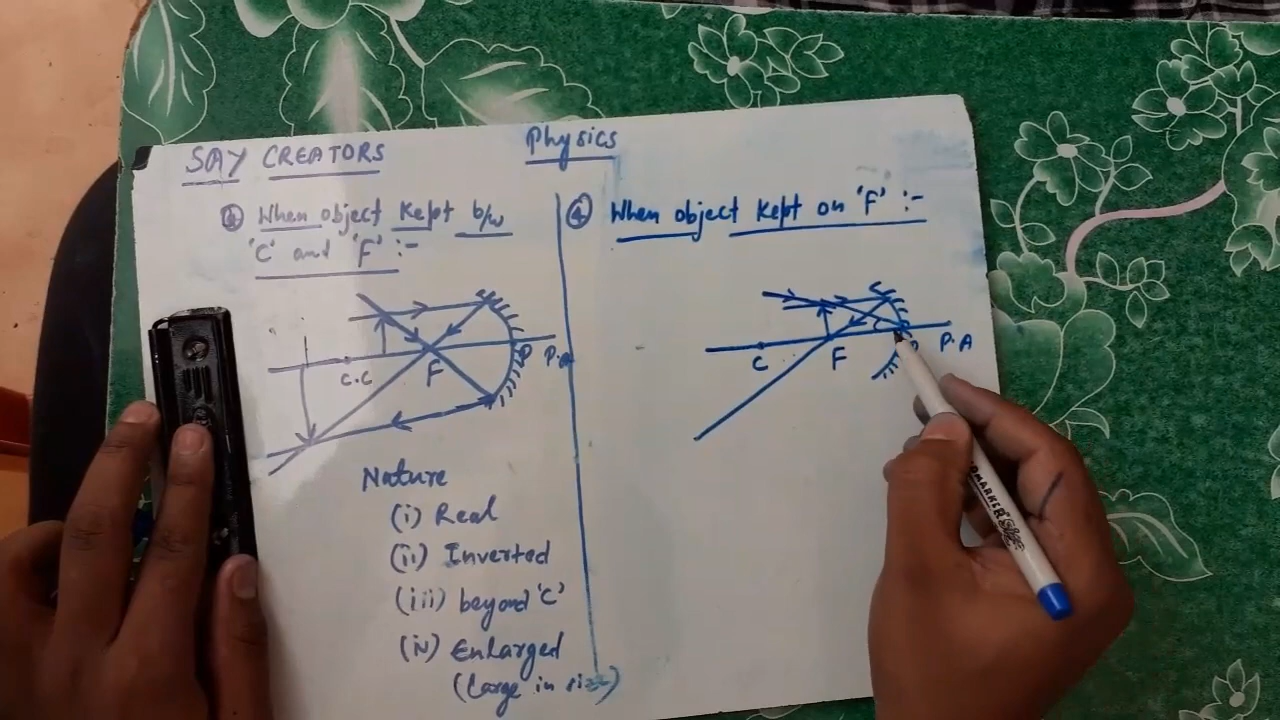 SAY CREATORS
Physics
③ When object Kept b/w
'C' and 'F' :-
C.C
F
P
P.A
Nature
(i) Real
(ii) Inverted
(iii) beyond 'C'
(iv) Enlarged
(Large in size)
④ When object Kept on 'F' :-
C
F
P
P.A